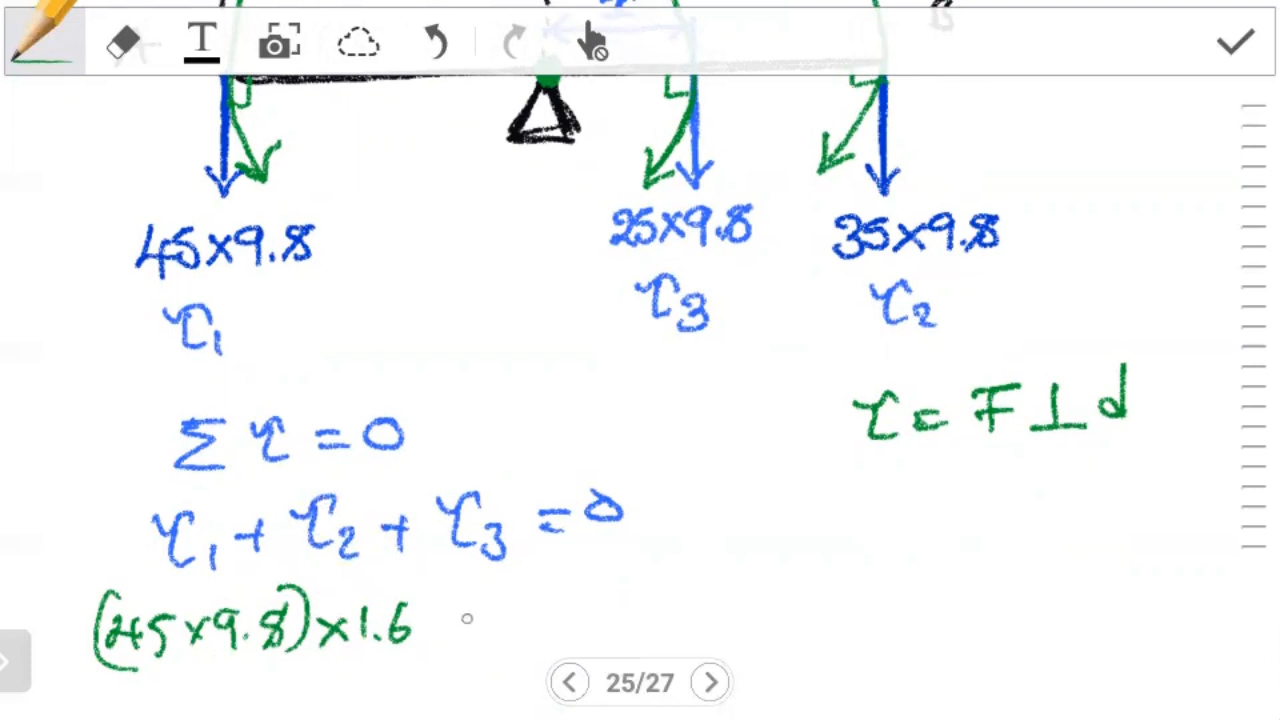 T
45×9.8
25×9.8
35×9.8
τ1
τ3
τ2
τ = F⊥d
Σ τ = 0
τ1 + τ2 + τ3 = 0
(45×9.8)×1.6
25/27